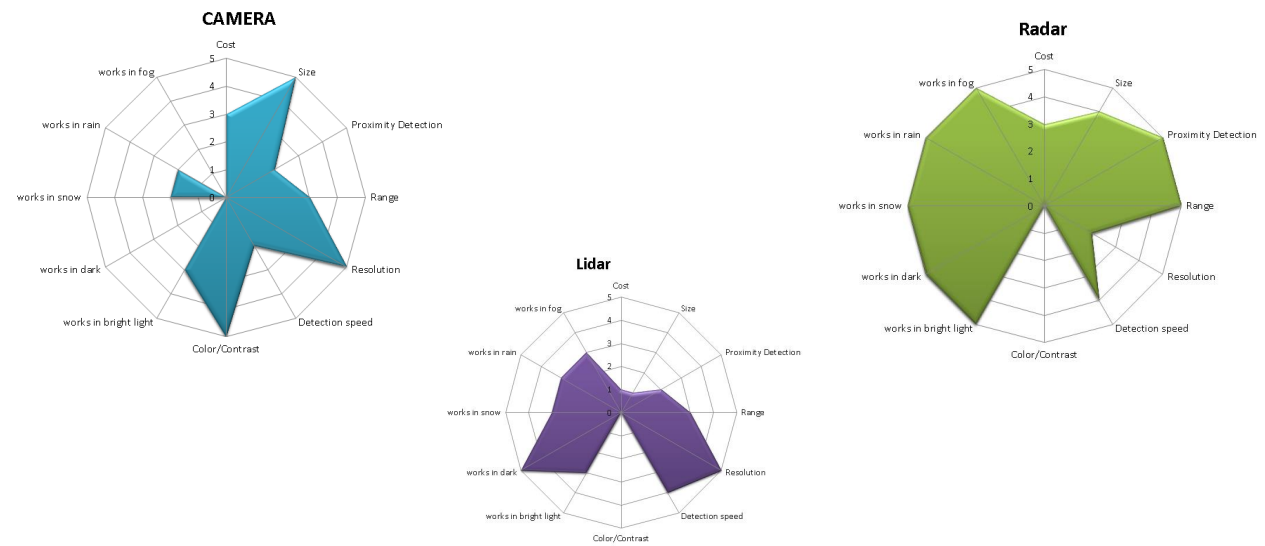 CAMERA
Cost
5
works in fog
Size
4
3
works in rain
Proximity Detection
2
1
works in snow
0
Range
works in dark
Resolution
works in bright light
Detection speed
Color/Contrast
Lidar
Cost
5
works in fog
Size
4
3
works in rain
Proximity Detection
2
1
works in snow
0
Range
works in dark
Resolution
works in bright light
Detection speed
Color/Contrast
Radar
Cost
5
works in fog
Size
4
3
works in rain
Proximity Detection
2
1
works in snow
0
Range
works in dark
Resolution
works in bright light
Detection speed
Color/Contrast